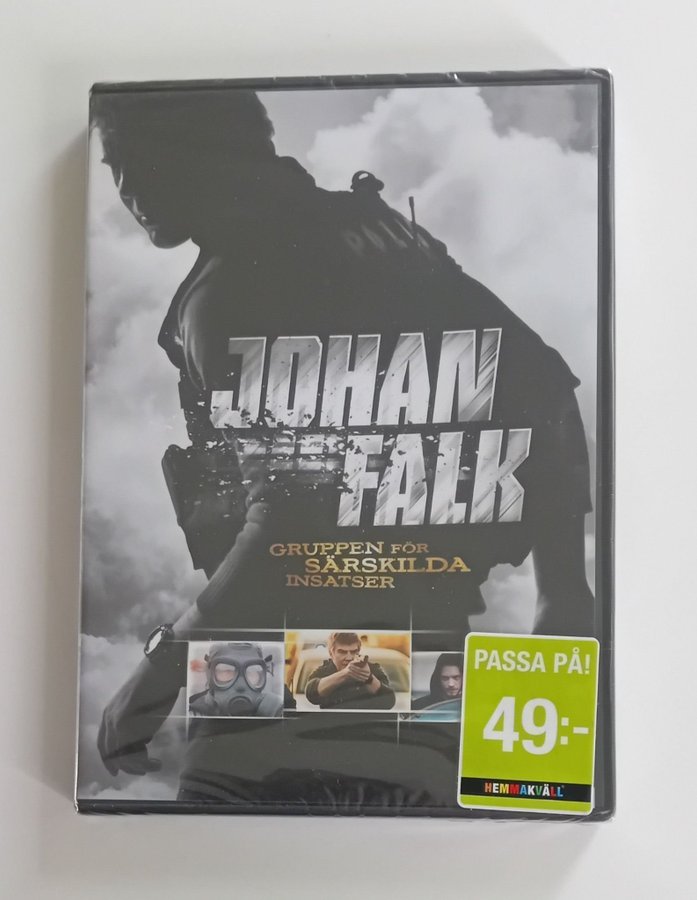 JOHAN
FALK
GRUPPEN FÖR
SÄRSKILDA
INSATSER
PASSA PÅ!
49:-
HEMMAKVÄLL